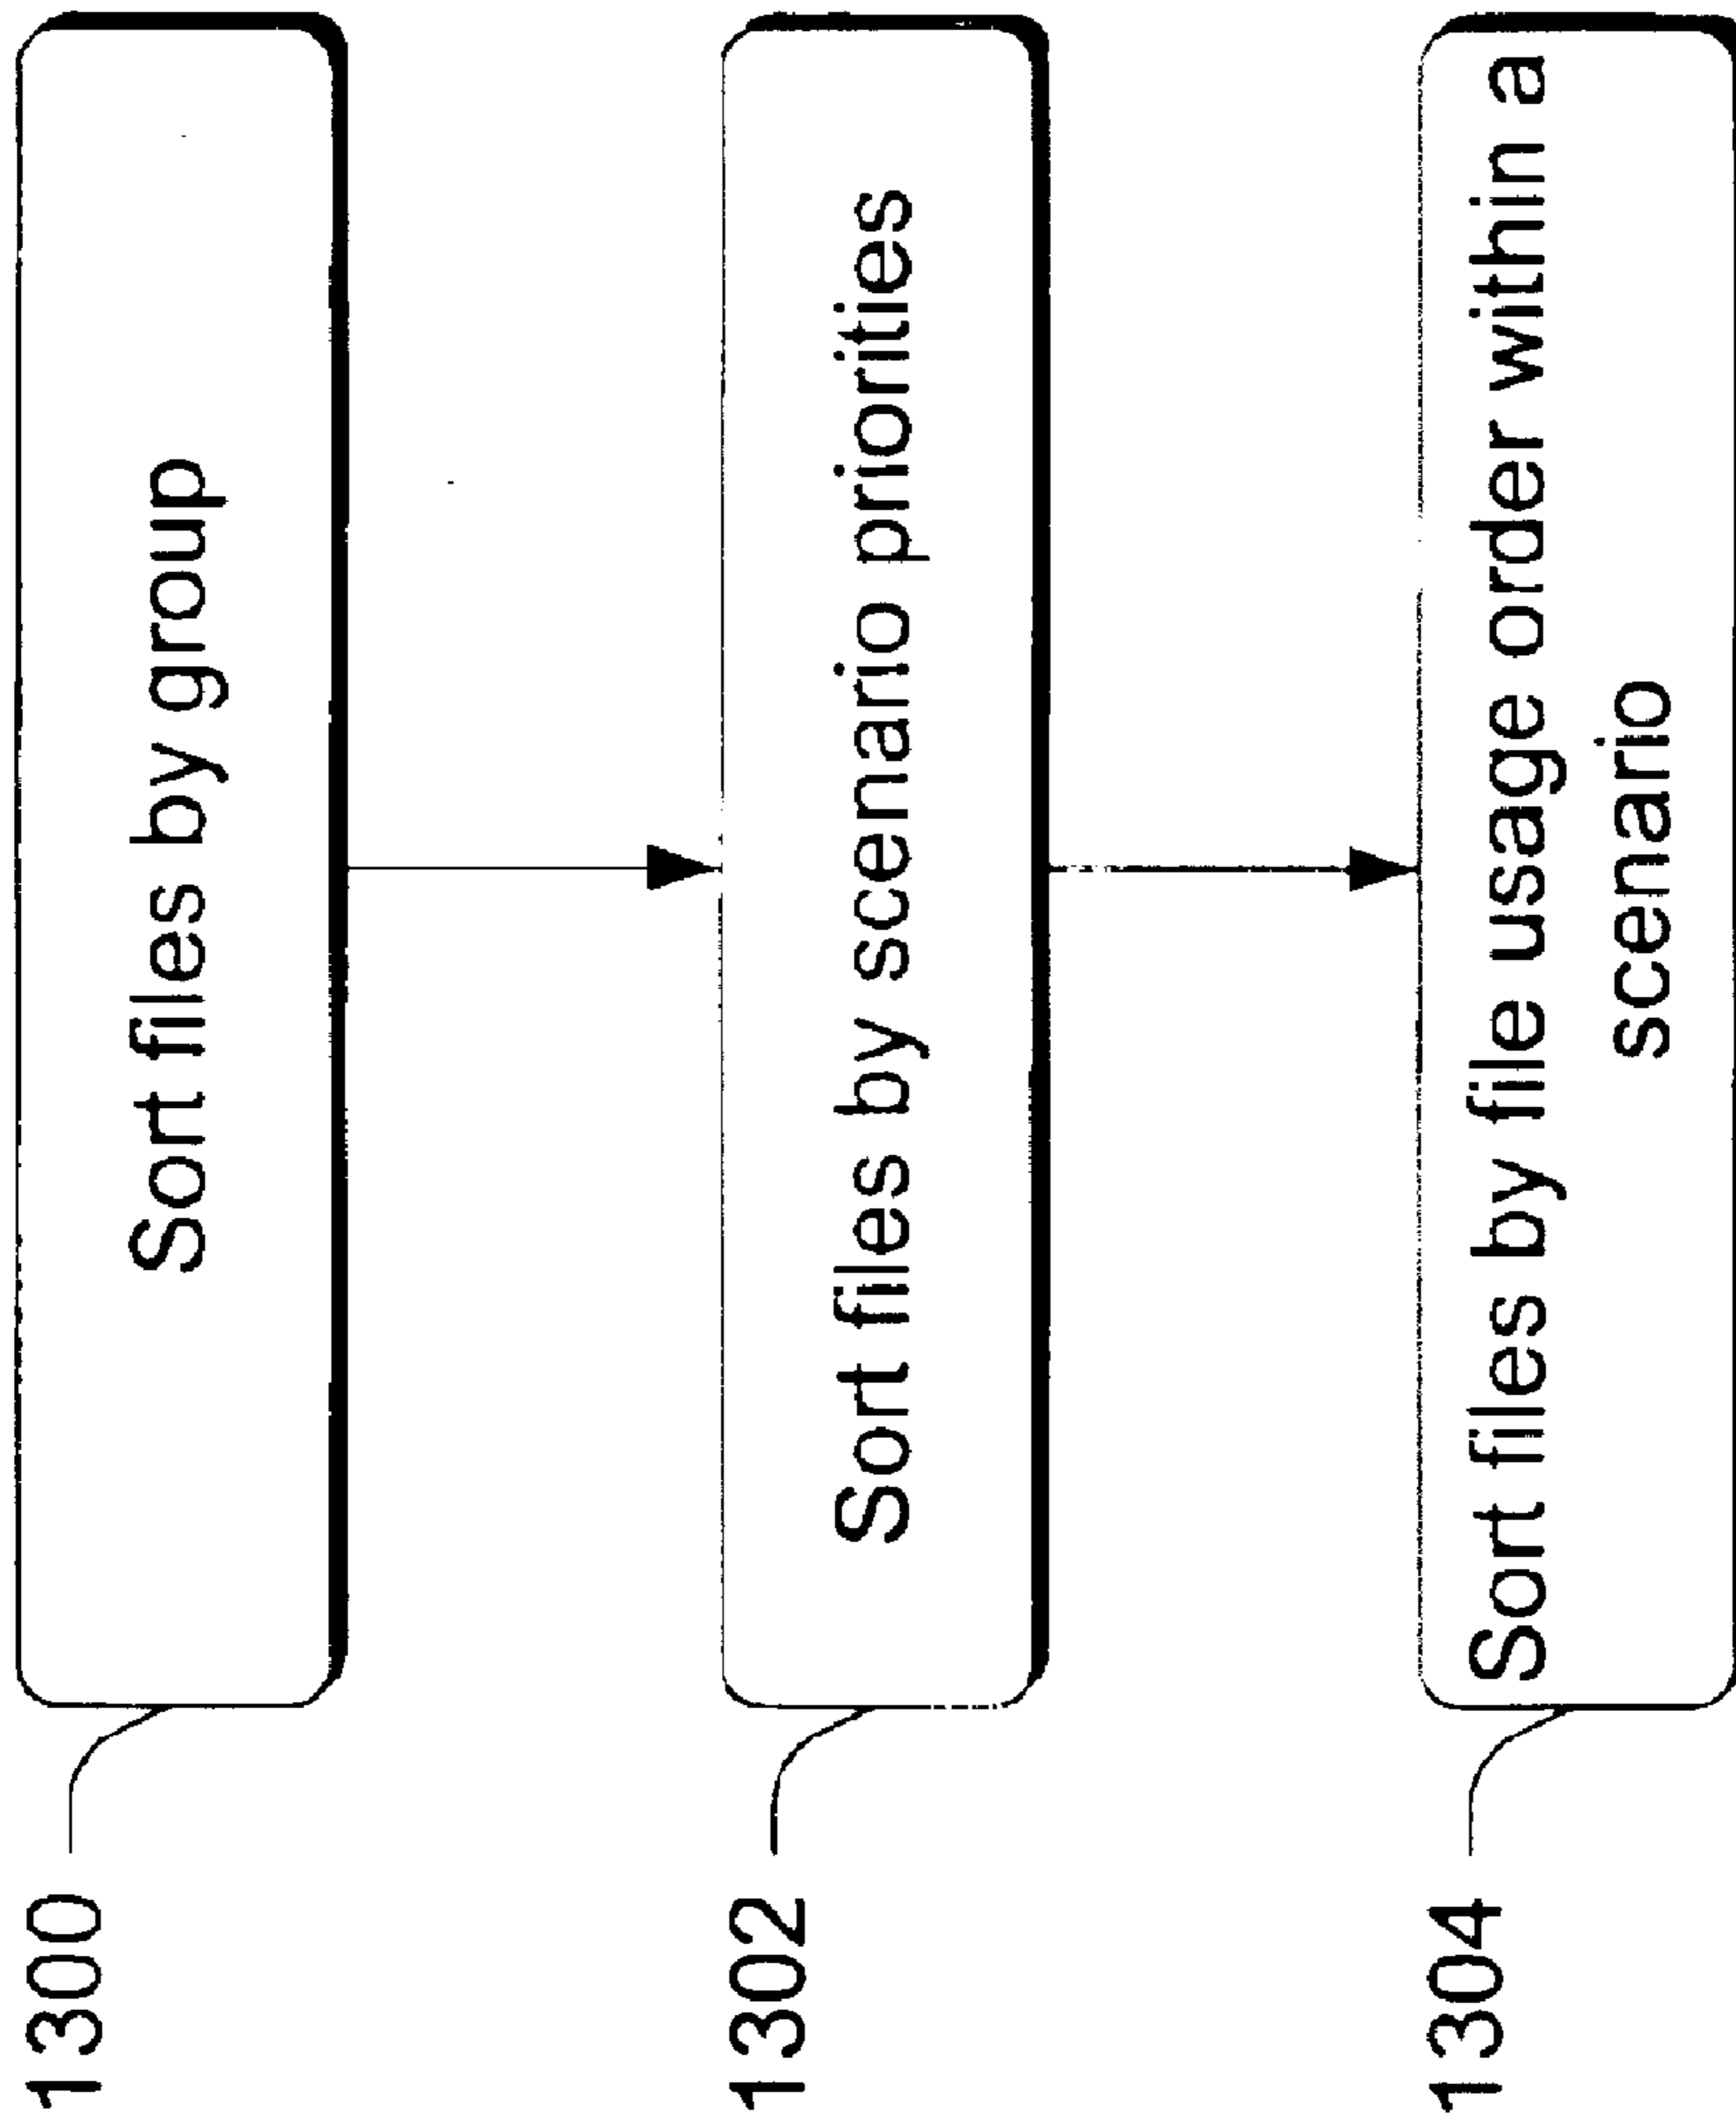 1300
Sort files by group
1302
Sort files by scenario priorities
1304
Sort files by file usage order within a
scenario